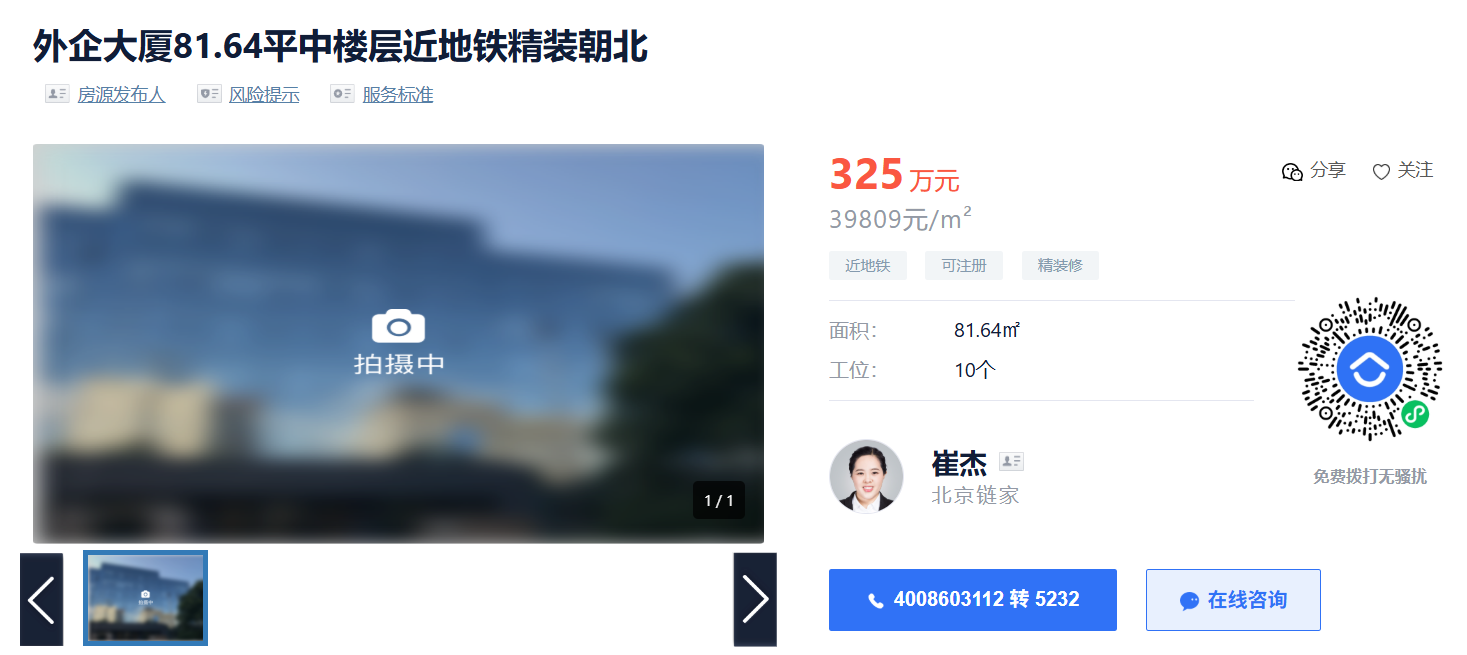 外企大厦81.64平中楼层近地铁精装朝北
房源发布人 风险提示 服务标准
拍摄中
1 / 1
325 万元
分享 关注
39809元/m²
近地铁 可注册 精装修
面积： 81.64㎡
工位： 10个
崔杰
北京链家
免费拨打无骚扰
4008603112 转 5232
在线咨询
拍摄中